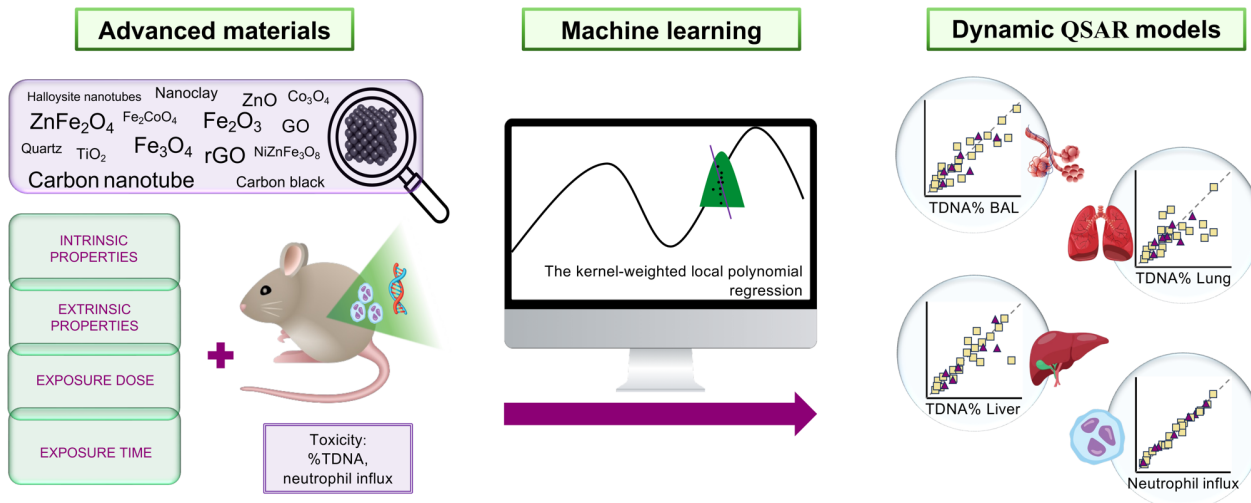 Advanced materials
Halloysite nanotubes Nanoclay ZnO Co₃O₄
ZnFe₂O₄ Fe₂CoO₄ Fe₂O₃ GO
Quartz TiO₂ Fe₃O₄ rGO NiZnFe₃O₈
Carbon nanotube Carbon black
INTRINSIC
PROPERTIES
EXTRINSIC
PROPERTIES
EXPOSURE DOSE
EXPOSURE TIME
Toxicity:
%TDNA,
neutrophil influx
Machine learning
The kernel-weighted local polynomial
regression
Dynamic QSAR models
TDNA% BAL
TDNA% Lung
TDNA% Liver
Neutrophil influx